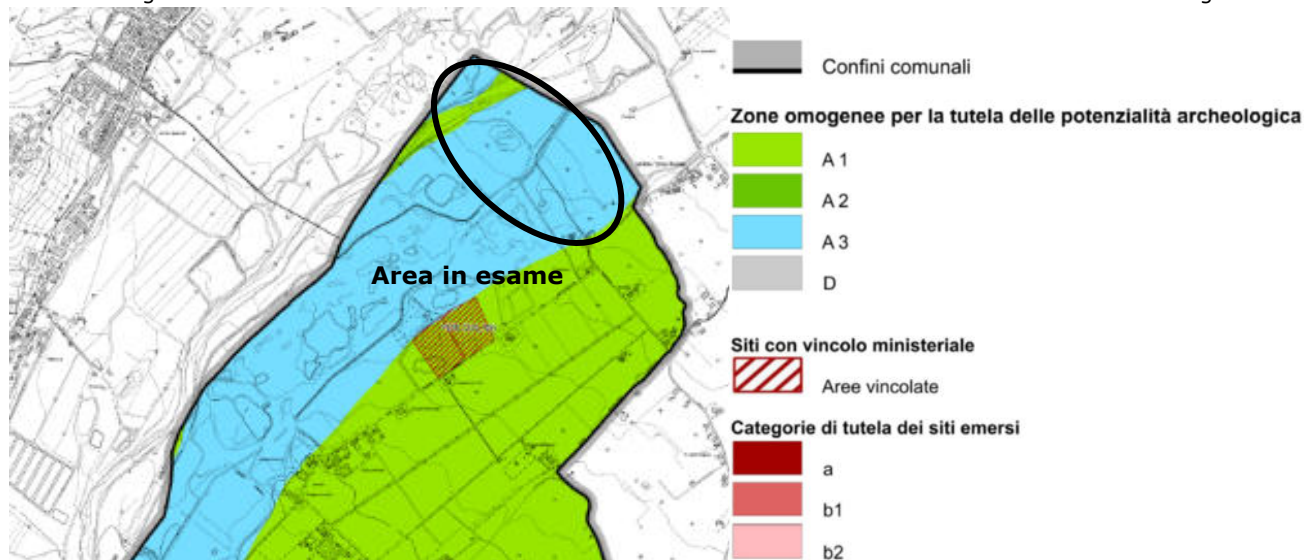 Area in esame
Confini comunali
Zone omogenee per la tutela delle potenzialità archeologica
A 1
A 2
A 3
D
Siti con vincolo ministeriale
Aree vincolate
Categorie di tutela dei siti emersi
a
b1
b2